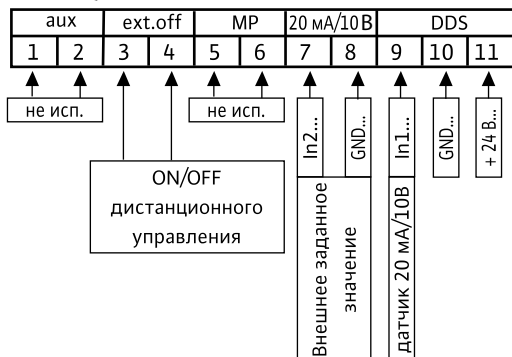 aux ext.off MP 20 мА/10 В DDS
1 2 3 4 5 6 7 8 9 10 11
не исп.
не исп.
In2...
GND...
In1...
GND...
+ 24 В...
ON/OFF
дистанционного
управления
Внешнее заданное
значение
датчик 20 мА/10В